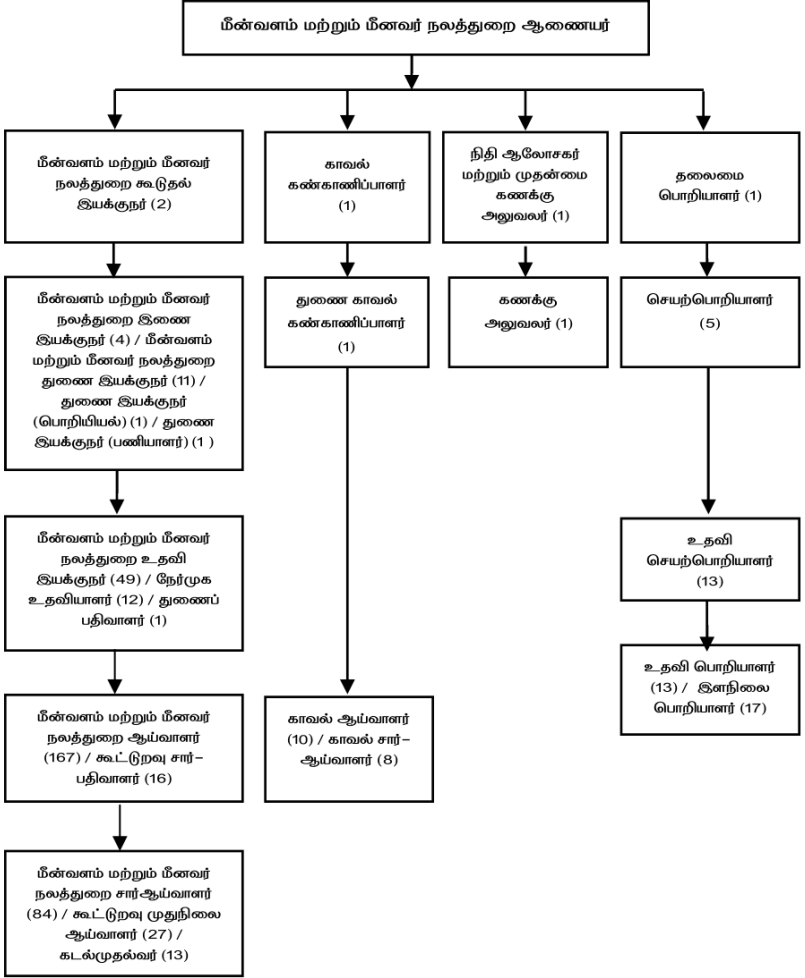 மீன்வளம் மற்றும் மீனவர் நலத்துறை ஆணையர்
மீன்வளம் மற்றும் மீனவர்
நலத்துறை கூடுதல்
இயக்குநர் (2)
காவல்
கண்காணிப்பாளர்
(1)
நிதி ஆலோசகர்
மற்றும் முதன்மை
கணக்கு
அலுவலர் (1)
தலைமை
பொறியாளர் (1)
மீன்வளம் மற்றும் மீனவர்
நலத்துறை இணை
இயக்குநர் (4) / மீன்வளம்
மற்றும் மீனவர் நலத்துறை
துணை இயக்குநர் (11) /
துணை இயக்குநர்
(பொறியியல்) (1) / துணை
இயக்குநர் (பணியாளர்) (1 )
துணை காவல்
கண்காணிப்பாளர்
(1)
கணக்கு
அலுவலர் (1)
செயற்பொறியாளர்
(5)
மீன்வளம் மற்றும் மீனவர்
நலத்துறை உதவி
இயக்குநர் (49) / நேர்முக
உதவியாளர் (12) / துணைப்
பதிவாளர் (1)
உதவி
செயற்பொறியாளர்
(13)
உதவி பொறியாளர்
(13) / இளநிலை
பொறியாளர் (17)
மீன்வளம் மற்றும் மீனவர்
நலத்துறை ஆய்வாளர்
(167) / கூட்டுறவு சார்-
பதிவாளர் (16)
காவல் ஆய்வாளர்
(10) / காவல் சார்-
ஆய்வாளர் (8)
மீன்வளம் மற்றும் மீனவர்
நலத்துறை சார்ஆய்வாளர்
(84) / கூட்டுறவு முதுநிலை
ஆய்வாளர் (27) /
கடல்முதல்வர் (13)